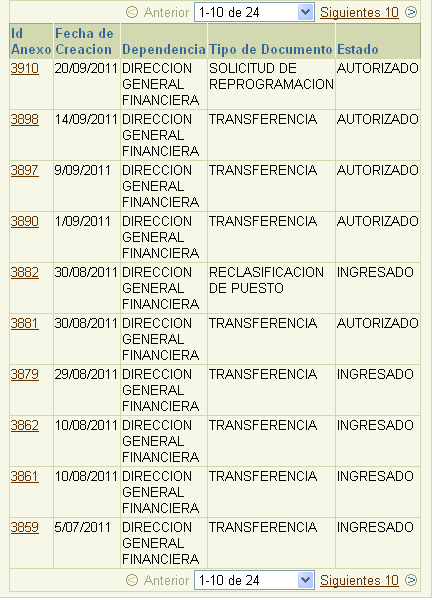 Anterior 1-10 de 24 Siguientes 10
Id Anexo Fecha de Creacion Dependencia Tipo de Documento Estado
3910 20/09/2011 DIRECCION GENERAL FINANCIERA SOLICITUD DE REPROGRAMACION AUTORIZADO
3898 14/09/2011 DIRECCION GENERAL FINANCIERA TRANSFERENCIA AUTORIZADO
3897 9/09/2011 DIRECCION GENERAL FINANCIERA TRANSFERENCIA AUTORIZADO
3890 1/09/2011 DIRECCION GENERAL FINANCIERA TRANSFERENCIA AUTORIZADO
3882 30/08/2011 DIRECCION GENERAL FINANCIERA RECLASIFICACION DE PUESTO INGRESADO
3881 30/08/2011 DIRECCION GENERAL FINANCIERA TRANSFERENCIA AUTORIZADO
3879 29/08/2011 DIRECCION GENERAL FINANCIERA TRANSFERENCIA INGRESADO
3862 10/08/2011 DIRECCION GENERAL FINANCIERA TRANSFERENCIA INGRESADO
3861 10/08/2011 DIRECCION GENERAL FINANCIERA TRANSFERENCIA INGRESADO
3859 5/07/2011 DIRECCION GENERAL FINANCIERA TRANSFERENCIA INGRESADO
Anterior 1-10 de 24 Siguientes 10